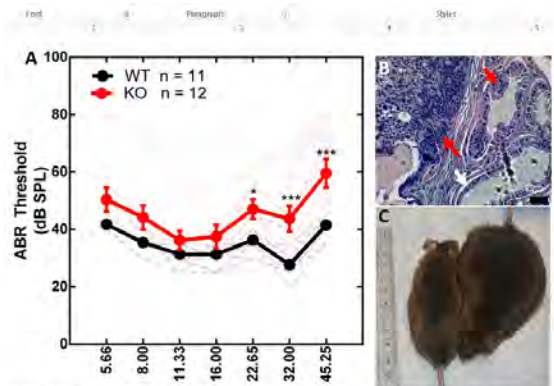 Font
Paragraph
Styles
A
WT n = 11
KO n = 12
100
80
60
40
20
0
ABR Threshold
(dB SPL)
*
***
***
5.66
8.00
11.33
16.00
22.65
32.00
45.25
B
C